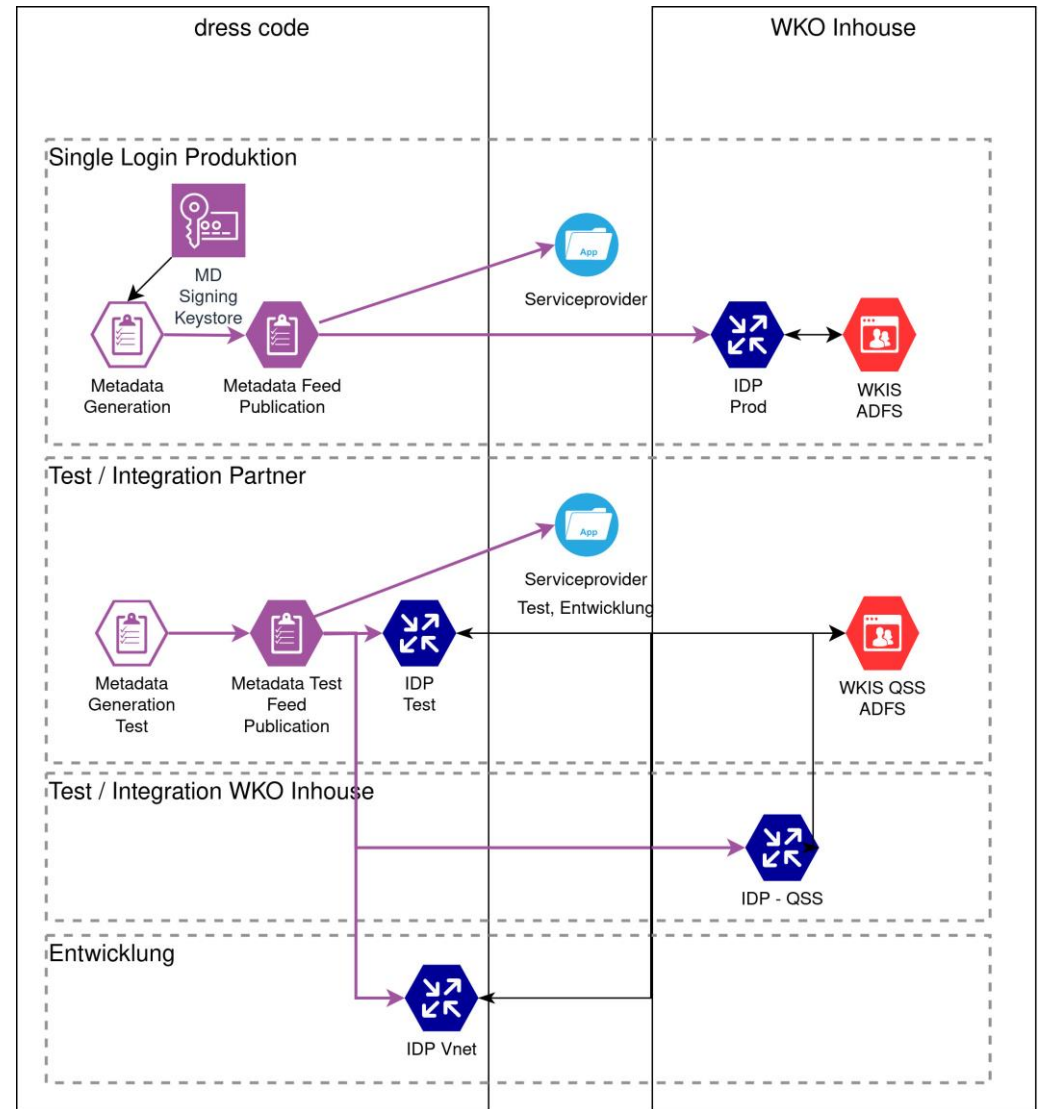 dress code
WKO Inhouse
Single Login Produktion
MD
Signing
Keystore
App
Serviceprovider
Metadata
Generation
Metadata Feed
Publication
IDP
Prod
WKIS
ADFS
Test / Integration Partner
App
Serviceprovider
Test, Entwicklung
Metadata
Generation
Test
Metadata Test
Feed
Publication
IDP
Test
WKIS QSS
ADFS
Test / Integration WKO Inhouse
IDP - QSS
Entwicklung
IDP Vnet